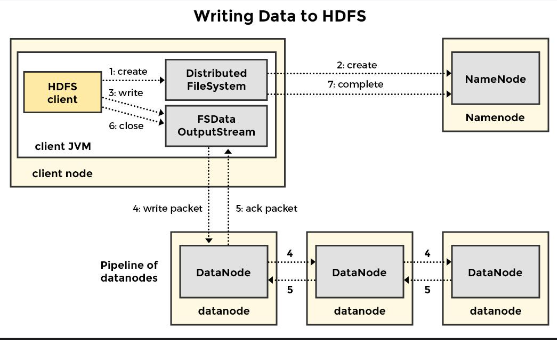 Writing Data to HDFS
HDFS
client
1: create
3: write
6: close
Distributed
FileSystem
FSData
OutputStream
client JVM
client node
2: create
7: complete
NameNode
Namenode
4: write packet
5: ack packet
Pipeline of
datanodes
DataNode
datanode
4
5
DataNode
datanode
4
5
DataNode
datanode